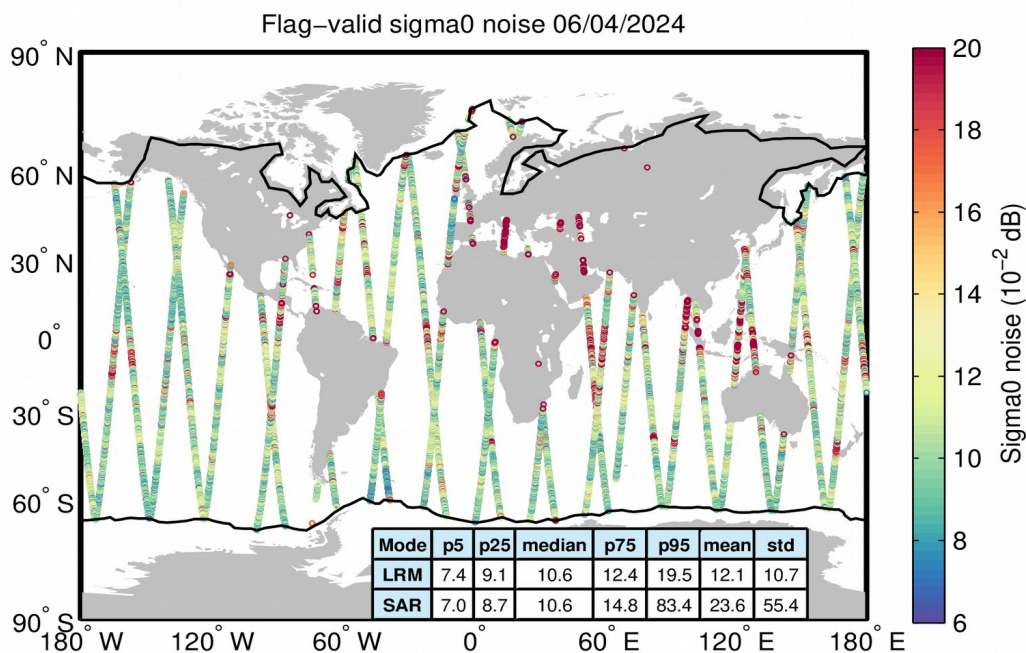 Flag−valid sigma0 noise 06/04/2024
90° N
60° N
30° N
0°
30° S
60° S
90° S
180° W
120° W
60° W
0°
60° E
120° E
180° E
Mode p5 p25 median p75 p95 mean std
LRM 7.4 9.1 10.6 12.4 19.5 12.1 10.7
SAR 7.0 8.7 10.6 14.8 83.4 23.6 55.4
20
18
16
14
12
10
8
6
Sigma0 noise (10⁻² dB)